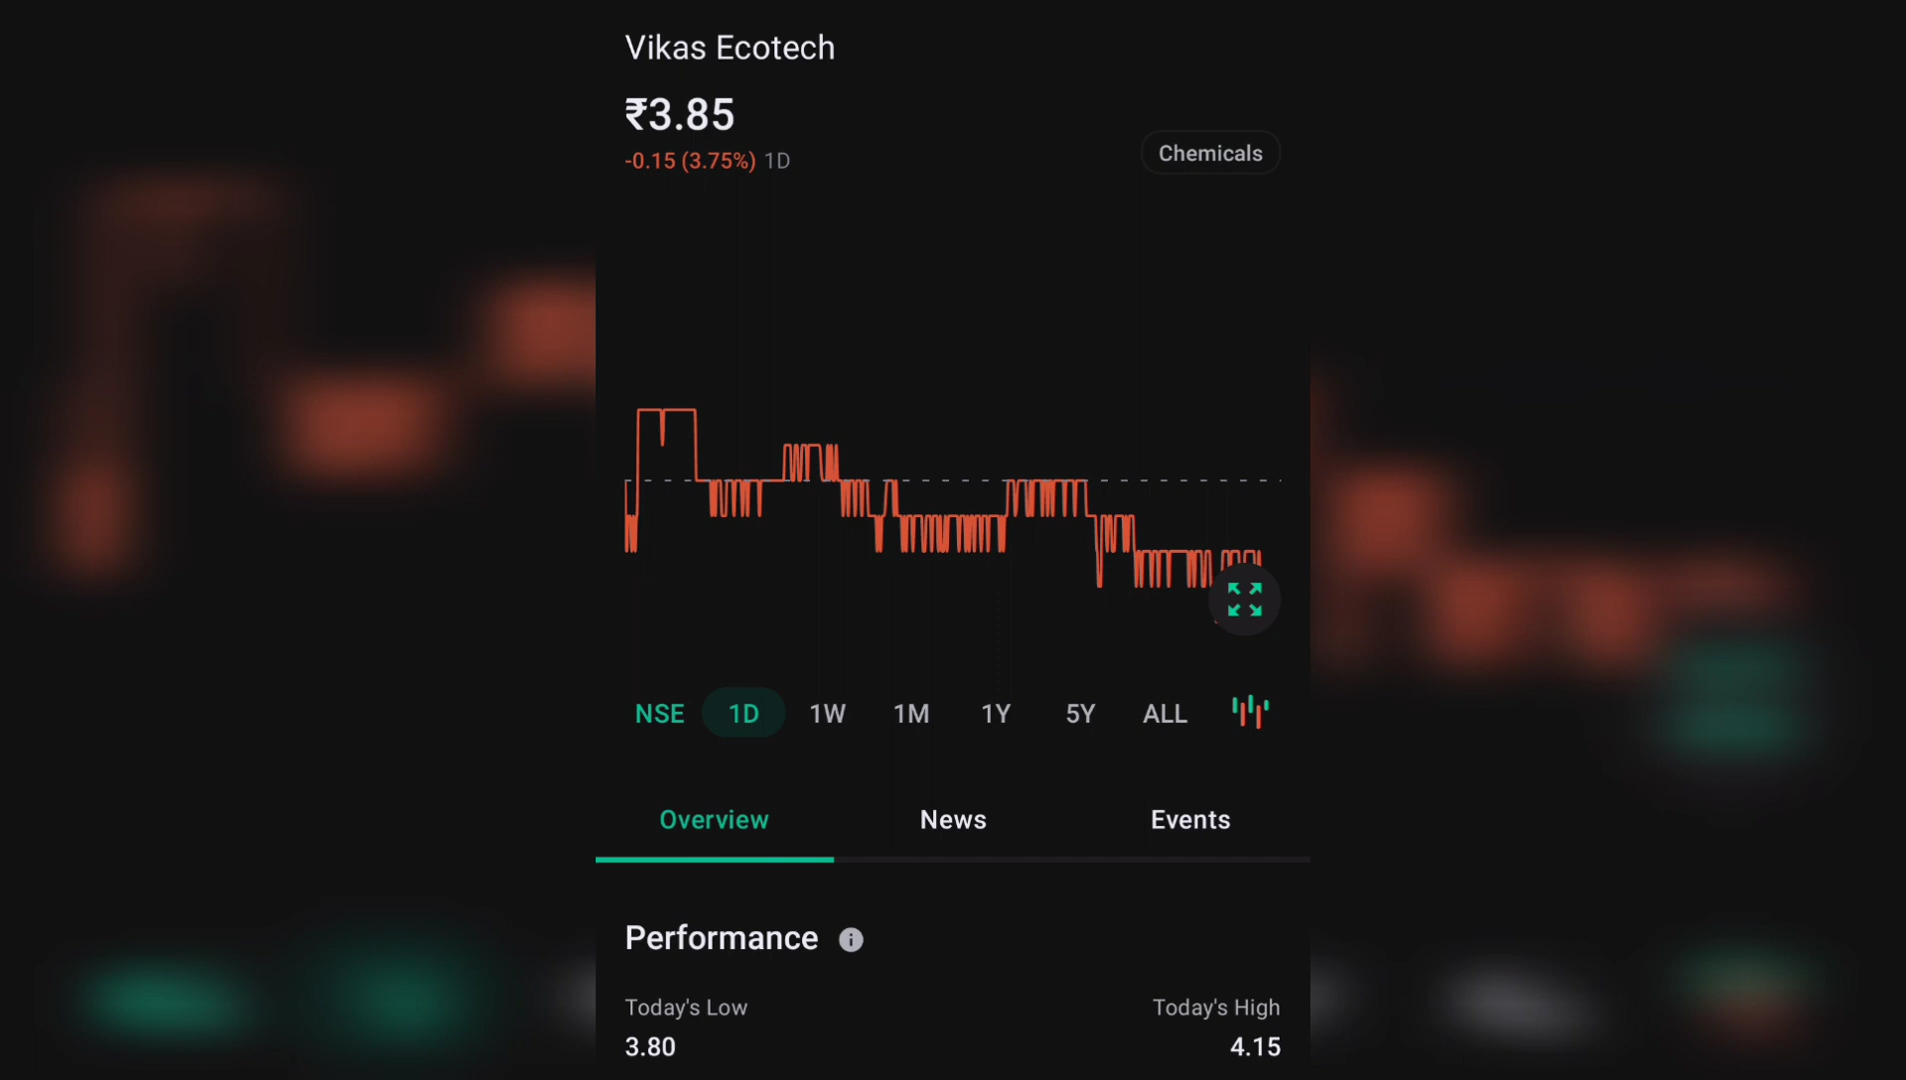 Vikas Ecotech
₹3.85
-0.15 (3.75%) 1D
Chemicals
NSE 1D 1W 1M 1Y 5Y ALL
Overview News Events
Performance
Today's Low Today's High
3.80 4.15